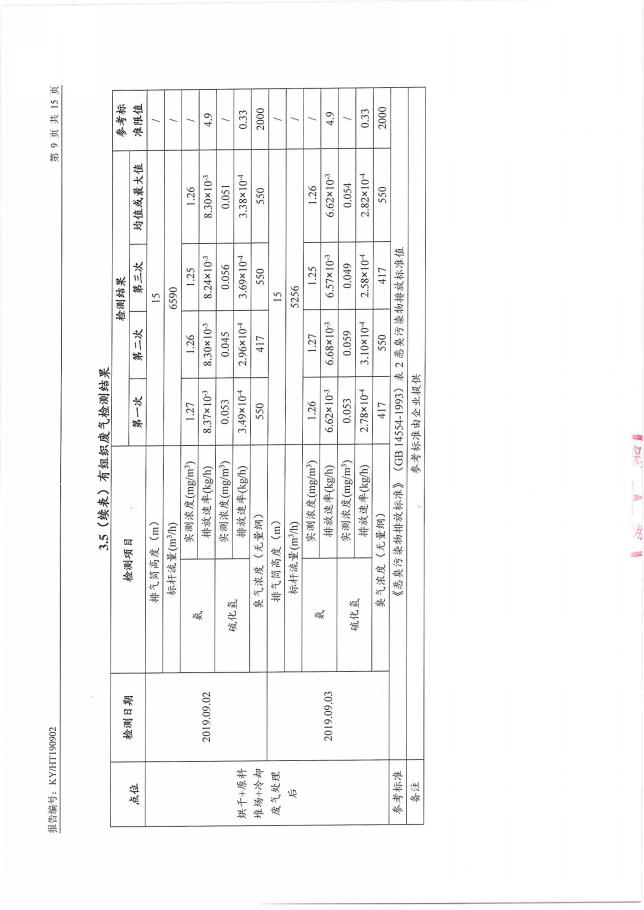 报告编号：KY/HT190902 第 9 页 共 15 页
3.5（续表）有组织废气检测结果
点位 检测日期 检测项目 检测结果 参考标准限值
第一次 第二次 第三次 均值或最大值
烘干+原料堆场+冷却废气处理后 2019.09.02 排气筒高度（m） 15 /
标杆流量(m³/h) 6590 /
氨 实测浓度(mg/m³) 1.27 1.26 1.25 1.26 /
排放速率(kg/h) 8.37×10⁻³ 8.30×10⁻³ 8.24×10⁻³ 8.30×10⁻³ 4.9
硫化氢 实测浓度(mg/m³) 0.053 0.045 0.056 0.051 /
排放速率(kg/h) 3.49×10⁻⁴ 2.96×10⁻⁴ 3.69×10⁻⁴ 3.38×10⁻⁴ 0.33
臭气浓度（无量纲） 550 417 550 550 2000
2019.09.03 排气筒高度（m） 15 /
标杆流量(m³/h) 5256 /
氨 实测浓度(mg/m³) 1.26 1.27 1.25 1.26 /
排放速率(kg/h) 6.62×10⁻³ 6.68×10⁻³ 6.57×10⁻³ 6.62×10⁻³ 4.9
硫化氢 实测浓度(mg/m³) 0.053 0.059 0.049 0.054 /
排放速率(kg/h) 2.78×10⁻⁴ 3.10×10⁻⁴ 2.58×10⁻⁴ 2.82×10⁻⁴ 0.33
臭气浓度（无量纲） 417 550 417 550 2000
参考标准 《恶臭污染物排放标准》（GB 14554-1993）表 2 恶臭污染物排放标准值
备注 参考标准由企业提供